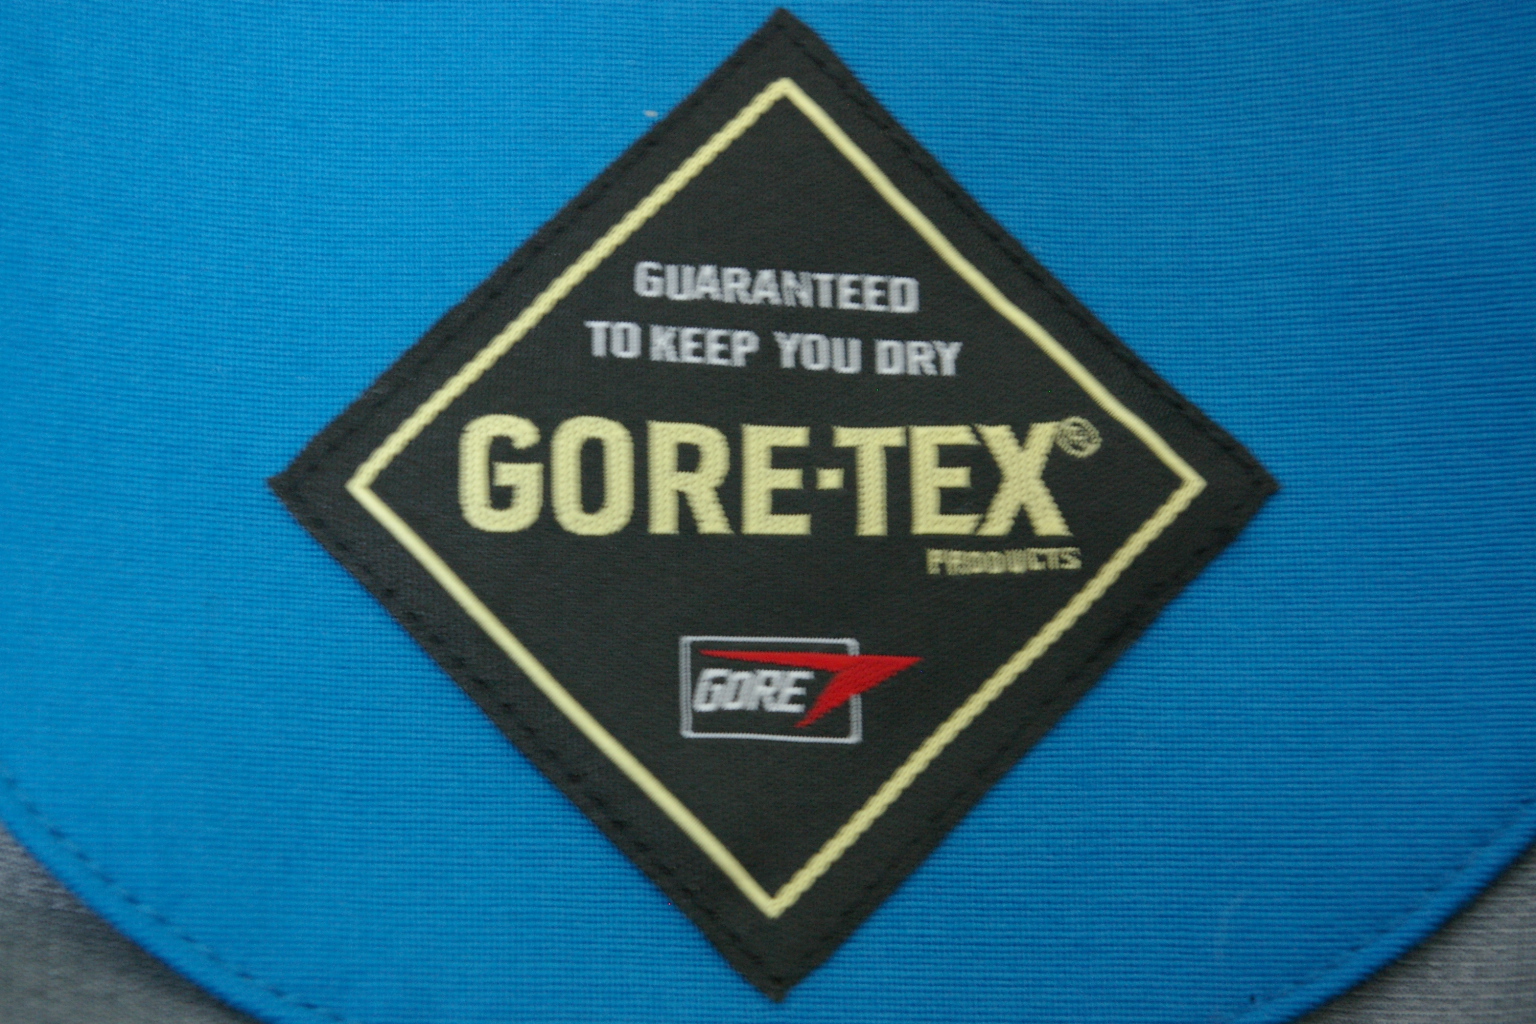 GUARANTEED
TO KEEP YOU DRY
GORE-TEX®
PRODUCTS
GORE